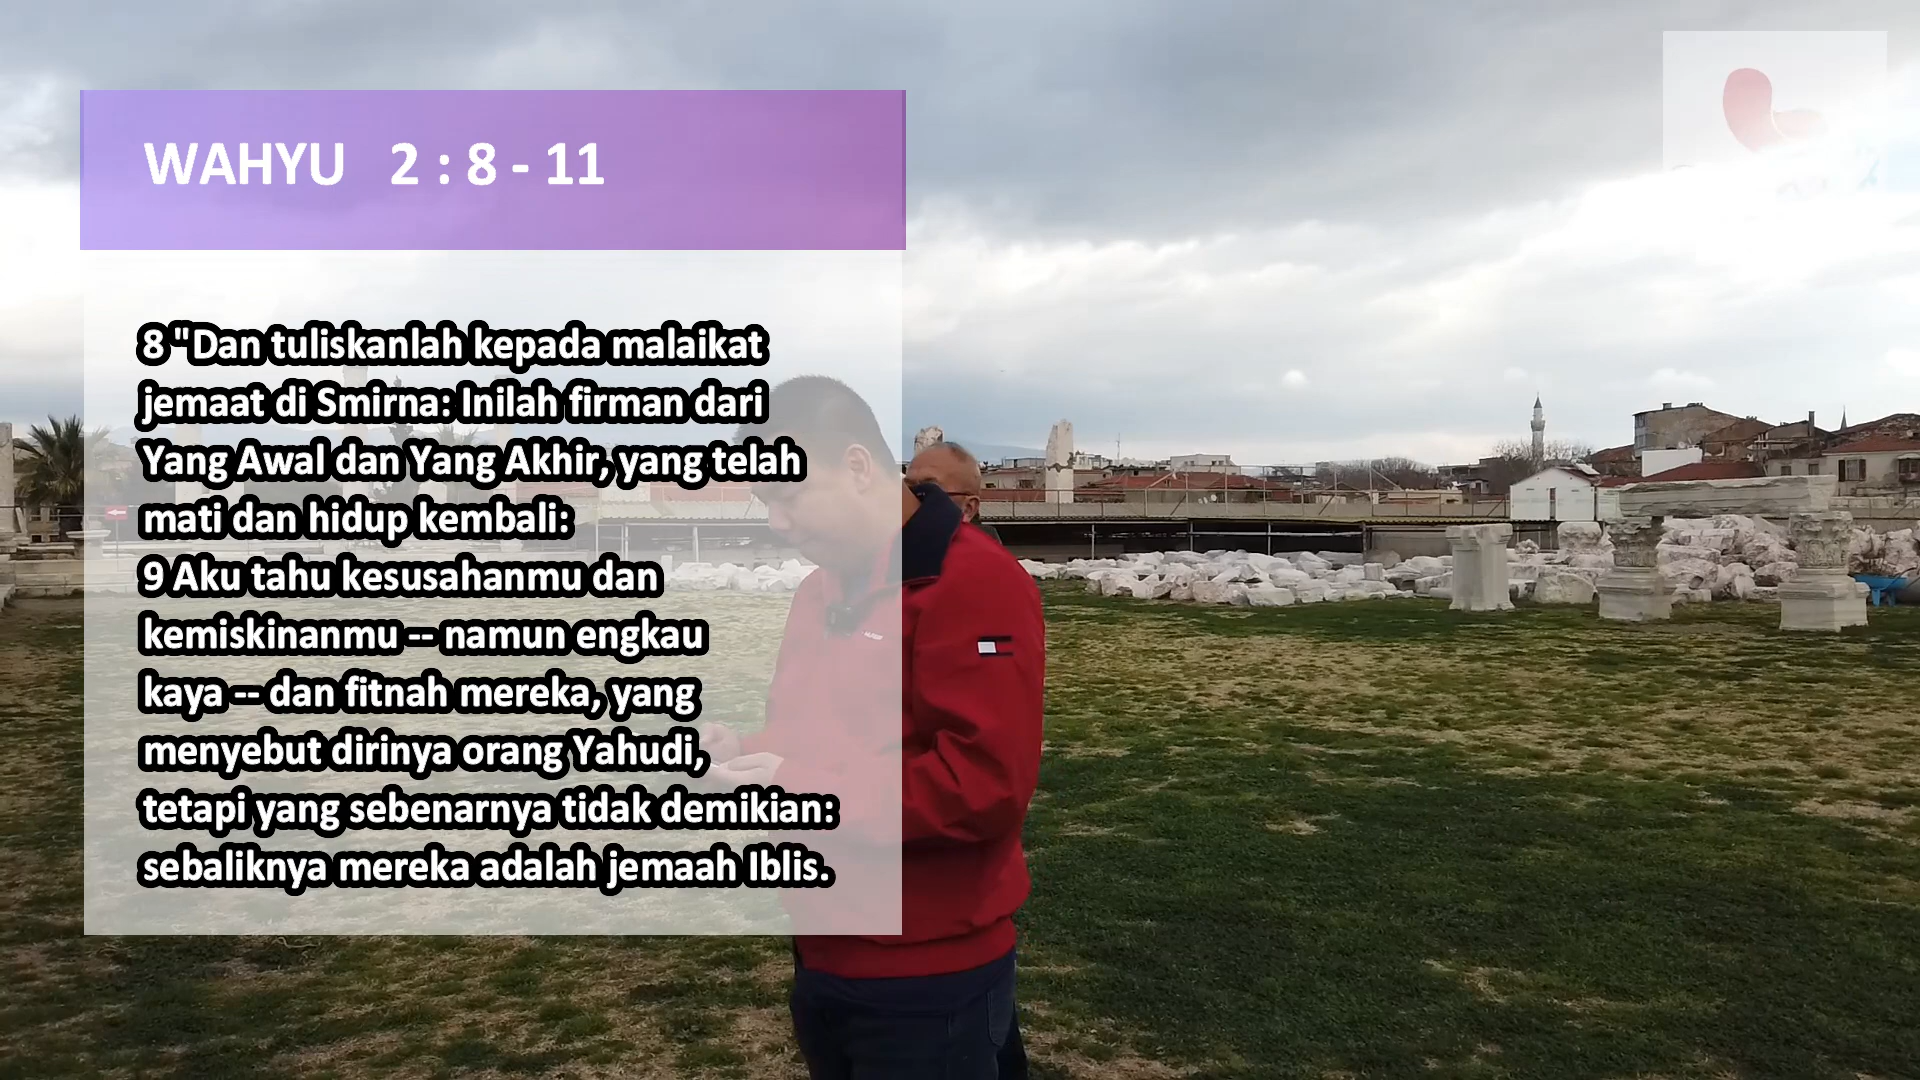 WAHYU 2 : 8 - 11
8 "Dan tuliskanlah kepada malaikat
jemaat di Smirna: Inilah firman dari
Yang Awal dan Yang Akhir, yang telah
mati dan hidup kembali:
9 Aku tahu kesusahanmu dan
kemiskinanmu -- namun engkau
kaya -- dan fitnah mereka, yang
menyebut dirinya orang Yahudi,
tetapi yang sebenarnya tidak demikian:
sebaliknya mereka adalah jemaah Iblis.